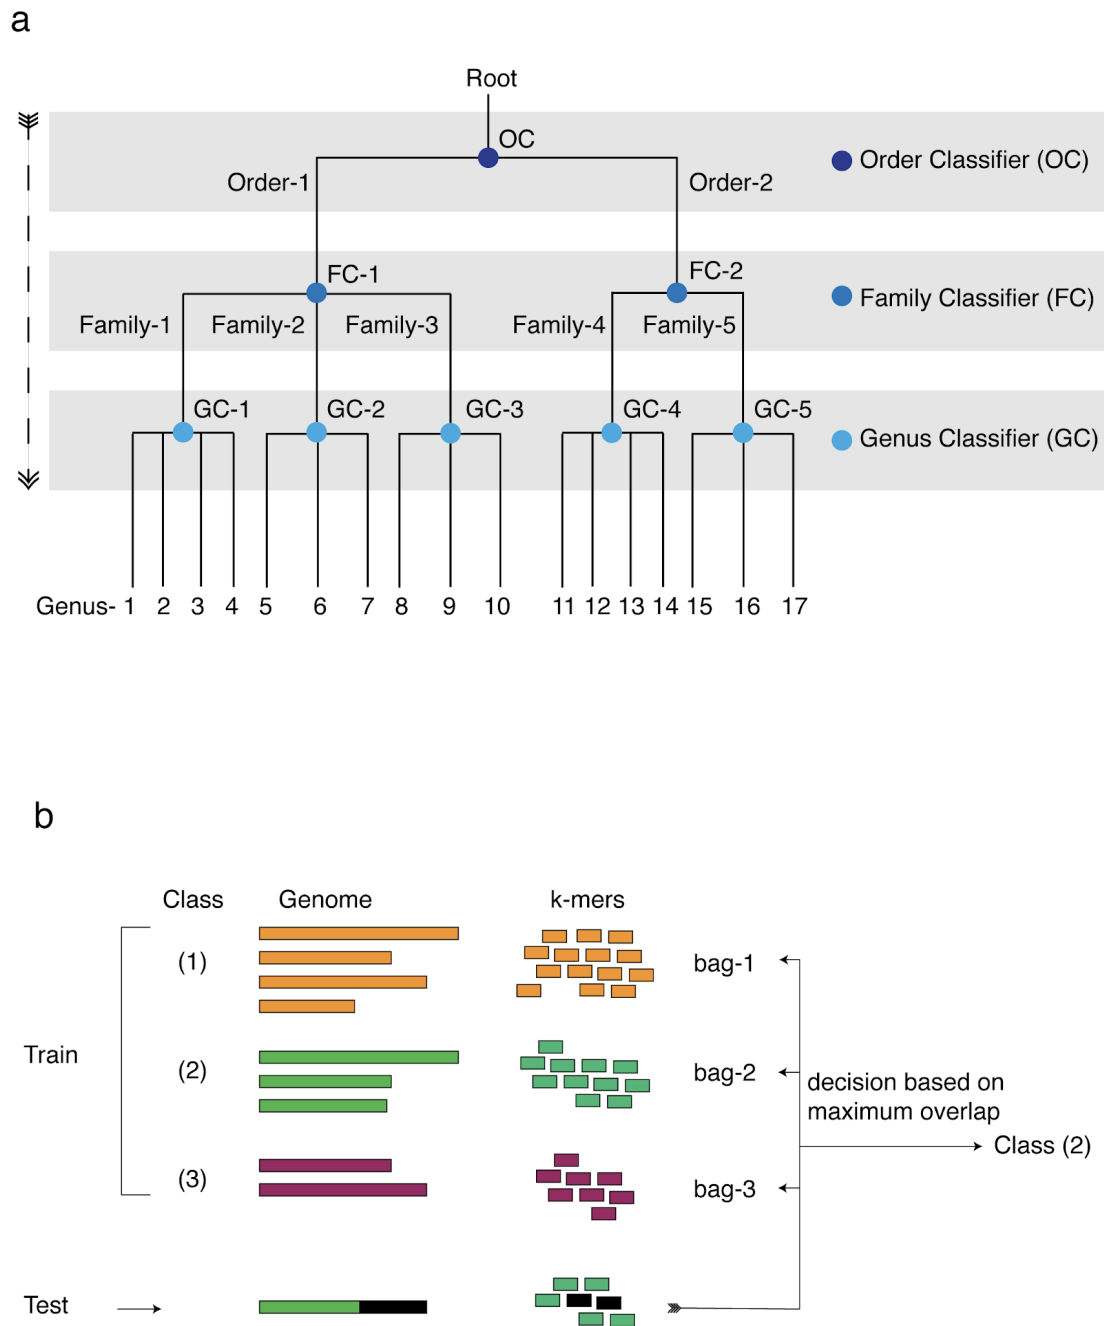 a
Root
OC
Order Classifier (OC)
Order-1
Order-2
FC-1
FC-2
Family Classifier (FC)
Family-1 Family-2 Family-3 Family-4 Family-5
GC-1 GC-2 GC-3 GC-4 GC-5
Genus Classifier (GC)
Genus- 1 2 3 4 5 6 7 8 9 10 11 12 13 14 15 16 17
b
Class Genome k-mers
(1)
bag-1
Train
(2)
bag-2
decision based on
maximum overlap
Class (2)
(3)
bag-3
Test